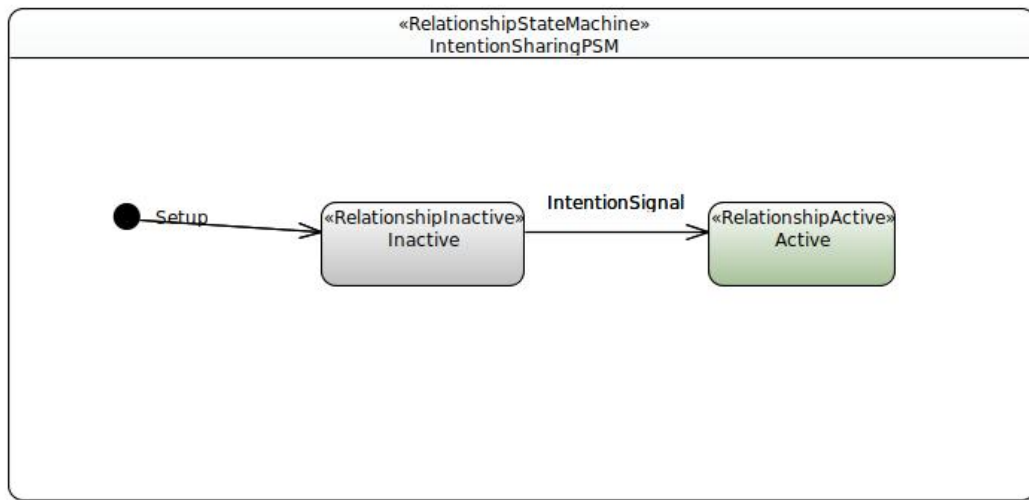 «RelationshipStateMachine»
IntentionSharingPSM
IntentionSignal
Setup
«RelationshipInactive»
Inactive
«RelationshipActive»
Active